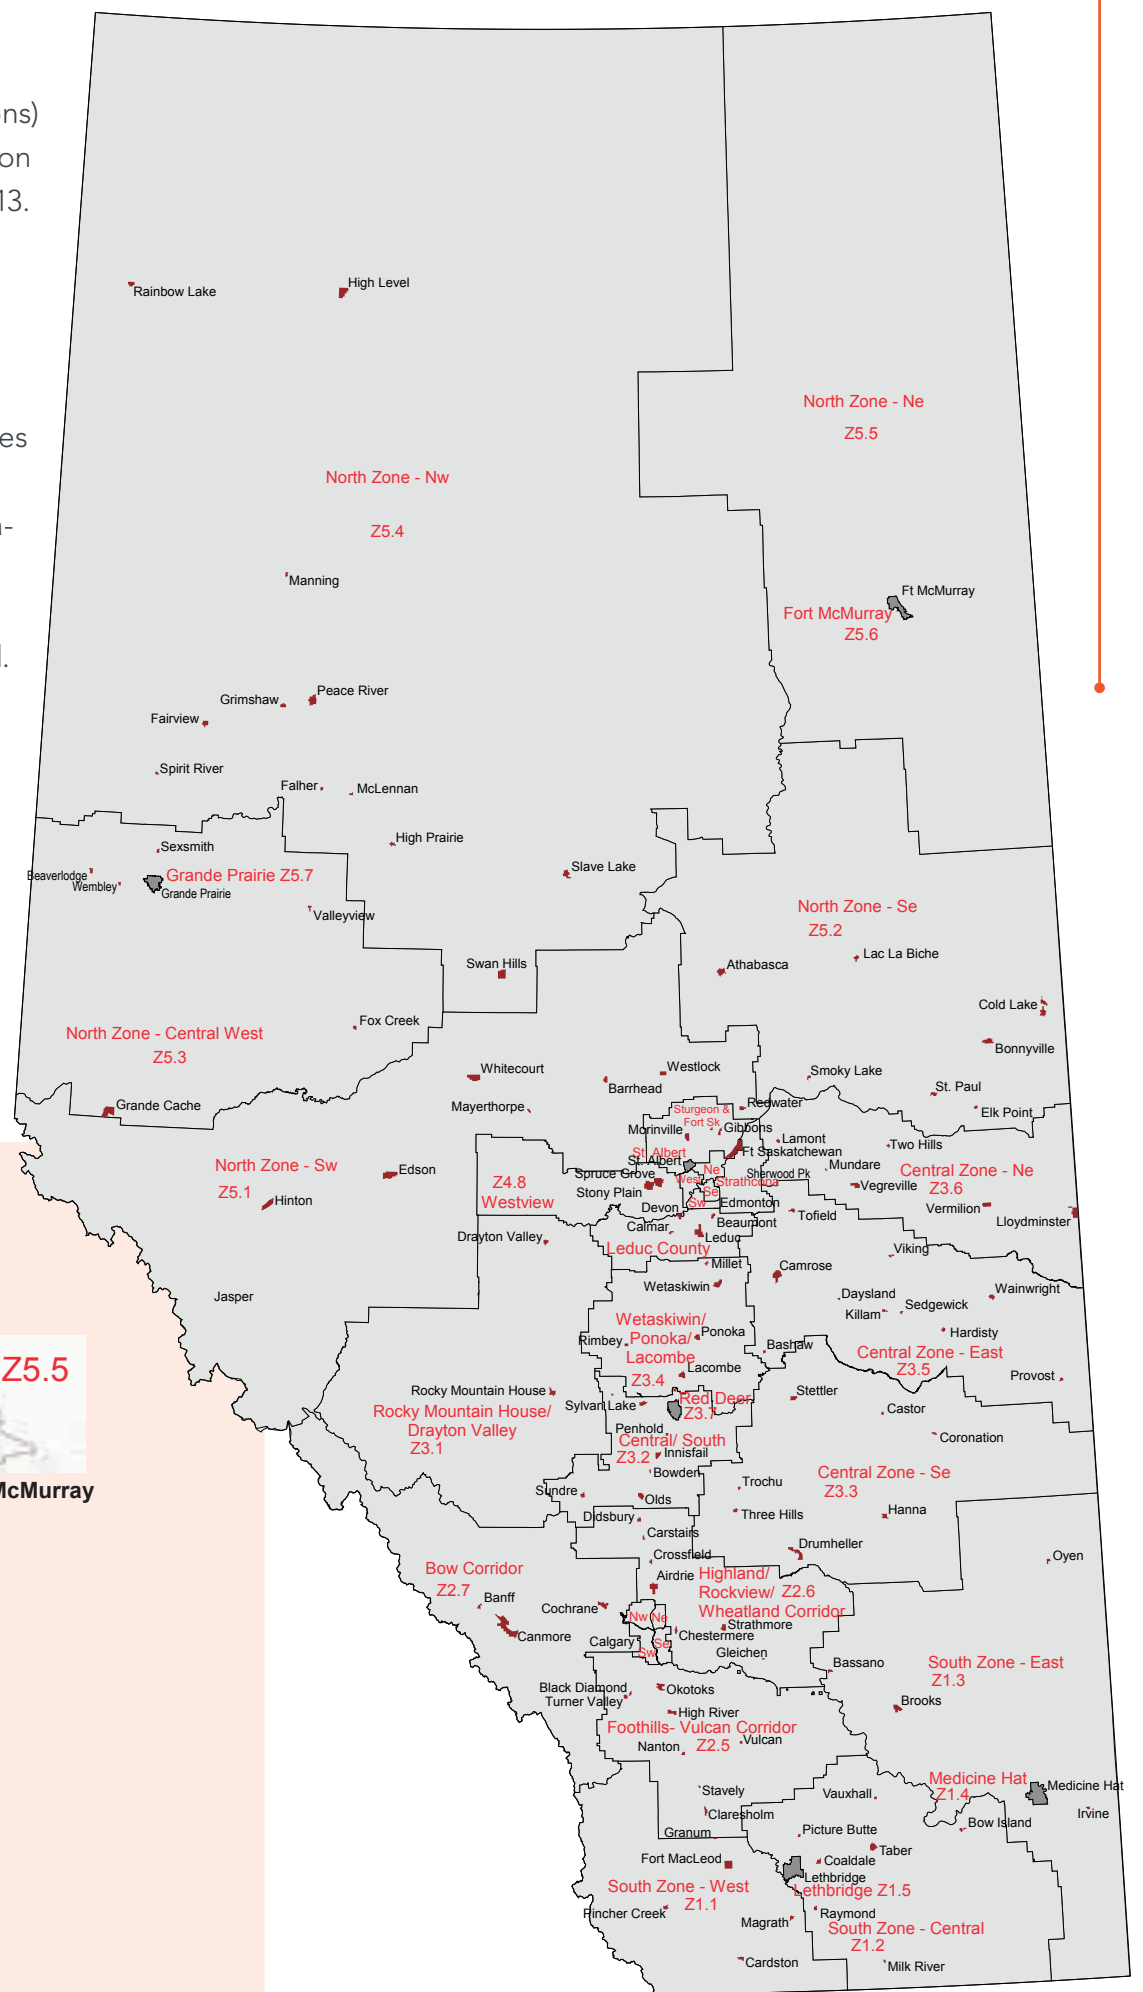 ns)
on
13.
es
-
l.
Rainbow Lake
High Level
North Zone - Ne
Z5.5
North Zone - Nw
Z5.4
Manning
Ft McMurray
Fort McMurray
Z5.6
Grimshaw
Peace River
Fairview
Spirit River
Falher
McLennan
High Prairie
Sexsmith
Beaverlodge
Wembley
Grande Prairie Z5.7
Grande Prairie
Valleyview
Slave Lake
North Zone - Se
Z5.2
Lac La Biche
Athabasca
Swan Hills
Cold Lake
Fox Creek
North Zone - Central West
Z5.3
Bonnyville
Whitecourt
Westlock
Barrhead
Smoky Lake
St. Paul
Elk Point
Grande Cache
Mayerthorpe
Sturgeon &
Fort Sk
Redwater
Morinville
Gibbons
Lamont
Two Hills
St. Albert
St. Albert
Ft Saskatchewan
North Zone - Sw
Z5.1
Edson
Hinton
Z4.8
Westview
Spruce Grove
Stony Plain
West
Ne
Se
Sw
Strathcona
Sherwood Pk
Edmonton
Mundare
Vegreville
Central Zone - Ne
Z3.6
Vermilion
Lloydminster
Devon
Beaumont
Tofield
Calmar
Leduc
Drayton Valley
Leduc County
Viking
Millet
Camrose
Wetaskiwin
Jasper
Daysland
Killam
Sedgewick
Wainwright
Hardisty
Wetaskiwin/
Ponoka/
Lacombe
Z3.4
Rimbey
Ponoka
Bashaw
Central Zone - East
Z3.5
Provost
Lacombe
Z5.5
McMurray
Rocky Mountain House
Rocky Mountain House/
Drayton Valley
Z3.1
Sylvan Lake
Red Deer
Z3.7
Stettler
Castor
Coronation
Penhold
Central/ South
Z3.2
Innisfail
Bowden
Central Zone - Se
Z3.3
Trochu
Sundre
Olds
Three Hills
Hanna
Didsbury
Carstairs
Drumheller
Crossfield
Oyen
Bow Corridor
Z2.7
Airdrie
Highland/
Rockview/ Z2.6
Wheatland Corridor
Banff
Canmore
Cochrane
Nw
Ne
Strathmore
Chestermere
Calgary
Sw
Se
Gleichen
Bassano
South Zone - East
Z1.3
Brooks
Black Diamond
Turner Valley
Okotoks
High River
Foothills- Vulcan Corridor
Z2.5
Nanton
Vulcan
Stavely
Vauxhall
Medicine Hat
Z1.4
Medicine Hat
Irvine
Claresholm
Granum
Picture Butte
Bow Island
Taber
Fort MacLeod
Coaldale
Lethbridge
Lethbridge Z1.5
South Zone - West
Z1.1
Pincher Creek
Raymond
Magrath
South Zone - Central
Z1.2
Cardston
Milk River